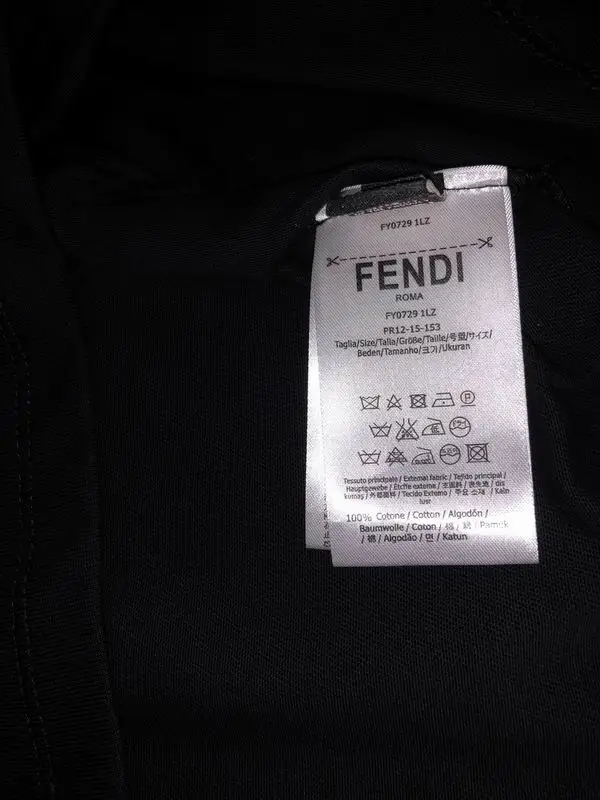 FY0729 1LZ
FENDI
ROMA
FY0729 1LZ
PR12-15-153
Taglia/Size/Talla/Größe/Taille/号型/サイズ/
Beden/Tamanho/크기/Ukuran
Tessuto principale / External fabric / Tejido principal /
Hauptgewebe / Étoffe externe / 主面料 / 表生地 / dis
kumaş / 外部面料 / Tecido Externo / 주요 소재 / Kain
luar
100% Cotone / Cotton / Algodón /
Baumwolle / Coton / 棉 / 綿 / Pamuk
/ 棉 / Algodão / 면 / Katun